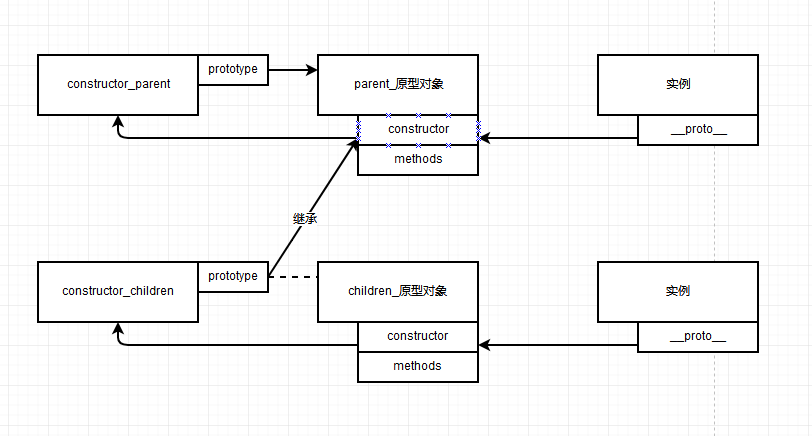 constructor_parent
prototype
parent_原型对象
实例
constructor
__proto__
methods
继承
constructor_children
prototype
children_原型对象
实例
constructor
__proto__
methods